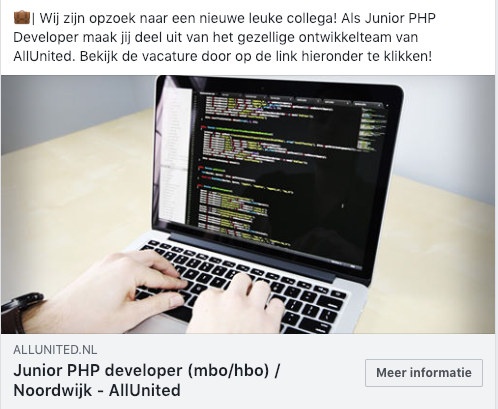 💼| Wij zijn opzoek naar een nieuwe leuke collega! Als Junior PHP
Developer maak jij deel uit van het gezellige ontwikkelteam van
AllUnited. Bekijk de vacature door op de link hieronder te klikken!
ALLUNITED.NL
Junior PHP developer (mbo/hbo) /
Noordwijk - AllUnited
Meer informatie